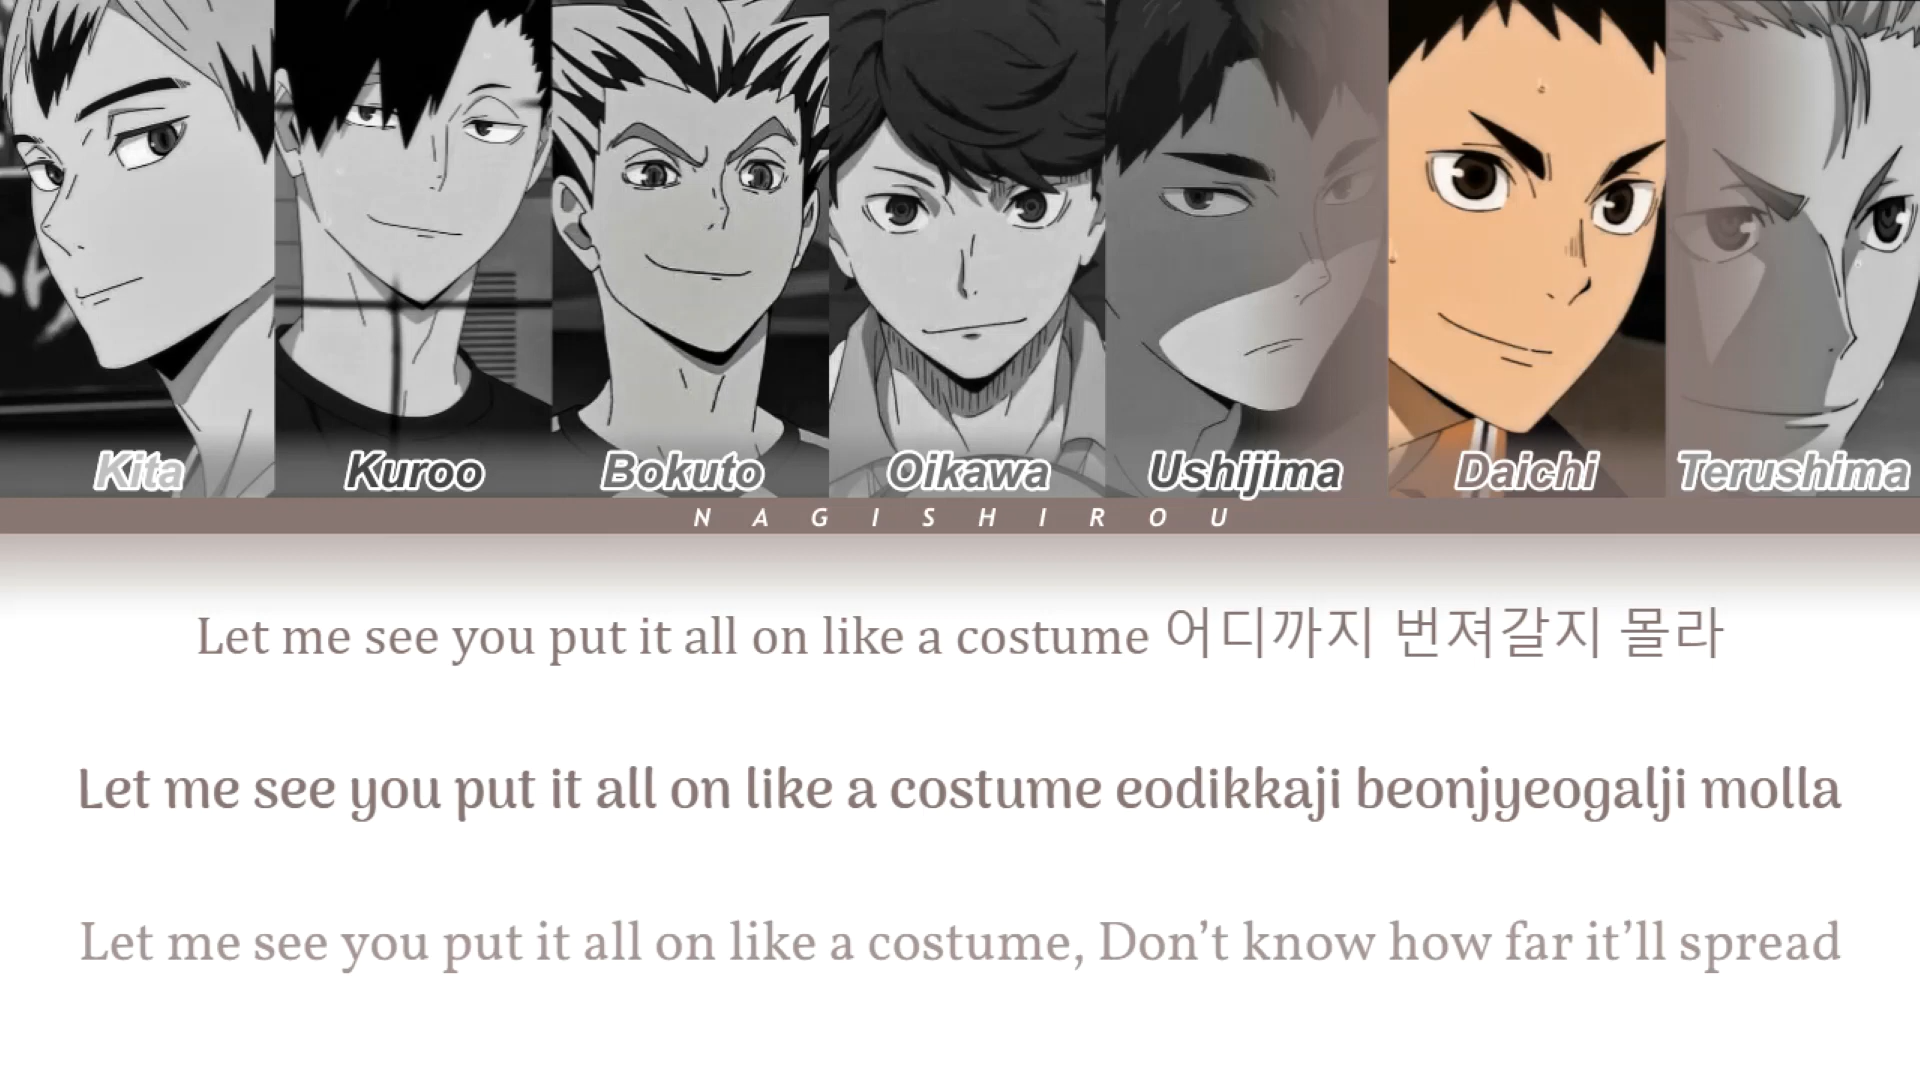 Kita Kuroo Bokuto Oikawa Ushijima Daichi Terushima
NAGISHIROU
Let me see you put it all on like a costume 어디까지 번져갈지 몰라
Let me see you put it all on like a costume eodikkaji beonjyeogalji molla
Let me see you put it all on like a costume, Don’t know how far it’ll spread